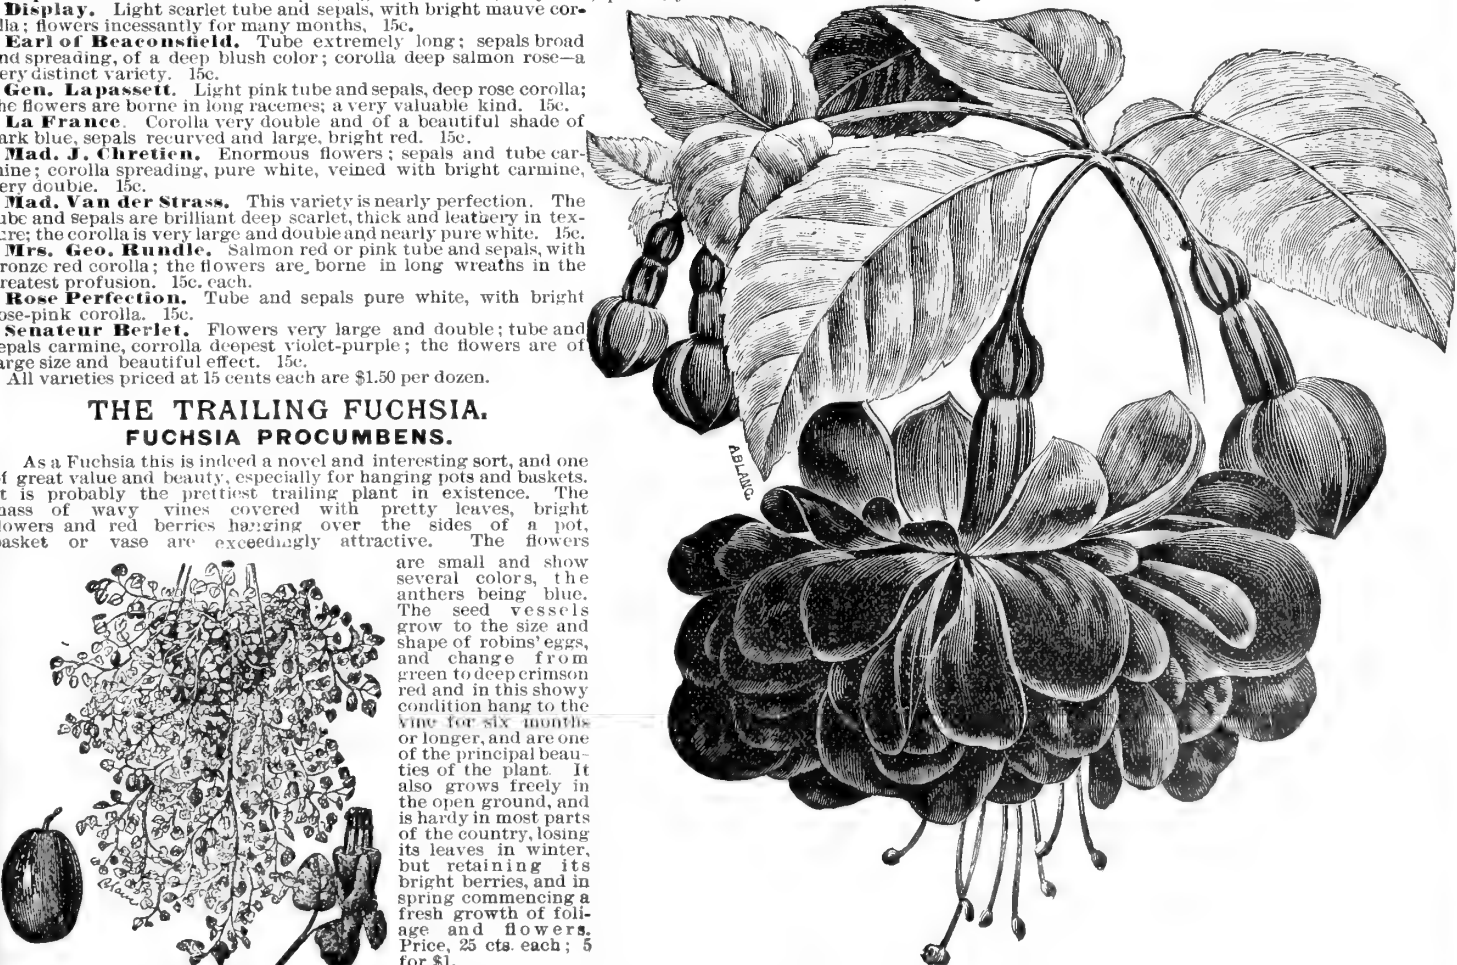 Display. Light scarlet tube and sepals, with bright mauve cor-
lla; flowers incessantly for many months, 15c.
Earl of Beaconsfield. Tube extremely long; sepals broad
nd spreading, of a deep blush color; corolla deep salmon rose—a
ery distinct variety. 15c.
Gen. Lapassett. Light pink tube and sepals, deep rose corolla;
he flowers are borne in long racemes; a very valuable kind. 15c.
La France. Corolla very double and of a beautiful shade of
ark blue, sepals recurved and large, bright red. 15c.
Mad. J. Chretien. Enormous flowers; sepals and tube car-
nine; corolla spreading, pure white, veined with bright carmine,
ery double. 15c.
Mad. Van der Strass. This variety is nearly perfection. The
ube and sepals are brilliant deep scarlet, thick and leathery in tex-
ure; the corolla is very large and double and nearly pure white. 15c.
Mrs. Geo. Rundle. Salmon red or pink tube and sepals, with
ronze red corolla; the flowers are borne in long wreaths in the
reatest profusion. 15c. each.
Rose Perfection. Tube and sepals pure white, with bright
ose-pink corolla. 15c.
Senateur Berlet. Flowers very large and double; tube and
epals carmine, corrolla deepest violet-purple; the flowers are of
arge size and beautiful effect. 15c.
All varieties priced at 15 cents each are $1.50 per dozen.
THE TRAILING FUCHSIA.
FUCHSIA PROCUMBENS.
As a Fuchsia this is indeed a novel and interesting sort, and one
f great value and beauty, especially for hanging pots and baskets.
t is probably the prettiest trailing plant in existence. The
nass of wavy vines covered with pretty leaves, bright
lowers and red berries hanging over the sides of a pot,
asket or vase are exceedingly attractive. The flowers
are small and show
several colors, the
anthers being blue.
The seed vessels
grow to the size and
shape of robins' eggs,
and change from
green to deep crimson
red and in this showy
condition hang to the
vine for six months
or longer, and are one
of the principal beau-
ties of the plant. It
also grows freely in
the open ground, and
is hardy in most parts
of the country, losing
its leaves in winter,
but retaining its
bright berries, and in
spring commencing a
fresh growth of foli-
age and flowers.
Price, 25 cts. each; 5
for $1.
A BLANC.